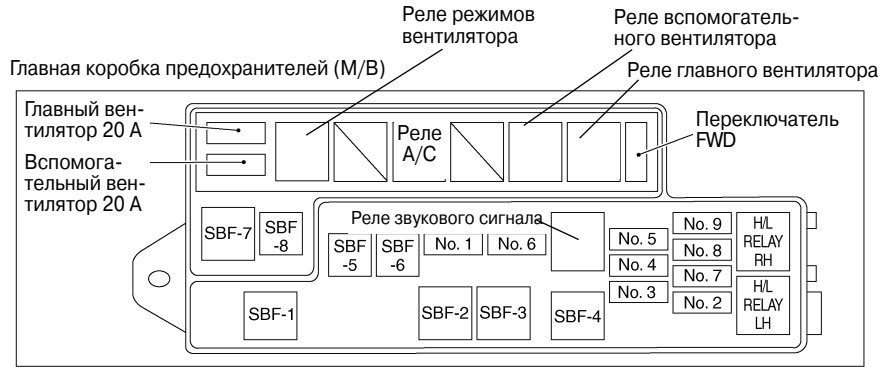 Реле режимов
вентилятора
Реле вспомогатель-
ного вентилятора
Главная коробка предохранителей (M/B)
Реле главного вентилятора
Главный вен-
тилятор 20 А
Вспомога-
тельный вен-
тилятор 20 А
Реле
A/C
Переключатель
FWD
SBF-7
SBF
-8
Реле звукового сигнала
SBF
-5
SBF
-6
No. 1
No. 6
No. 5
No. 4
No. 3
No. 9
No. 8
No. 7
No. 2
H/L
RELAY
RH
H/L
RELAY
LH
SBF-1
SBF-2
SBF-3
SBF-4